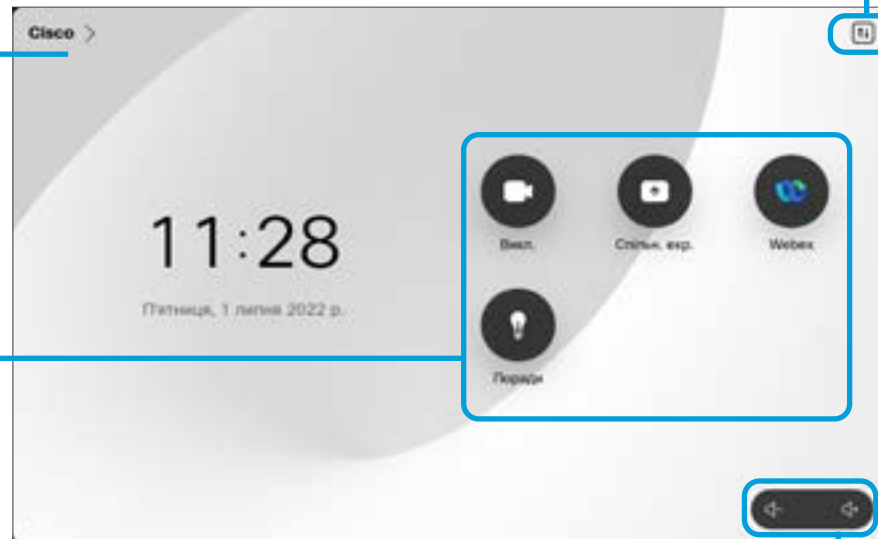 Cisco
11:28
П'ятниця, 1 липня 2022 р.
Викл.
Спільн. екр.
Webex
Поради